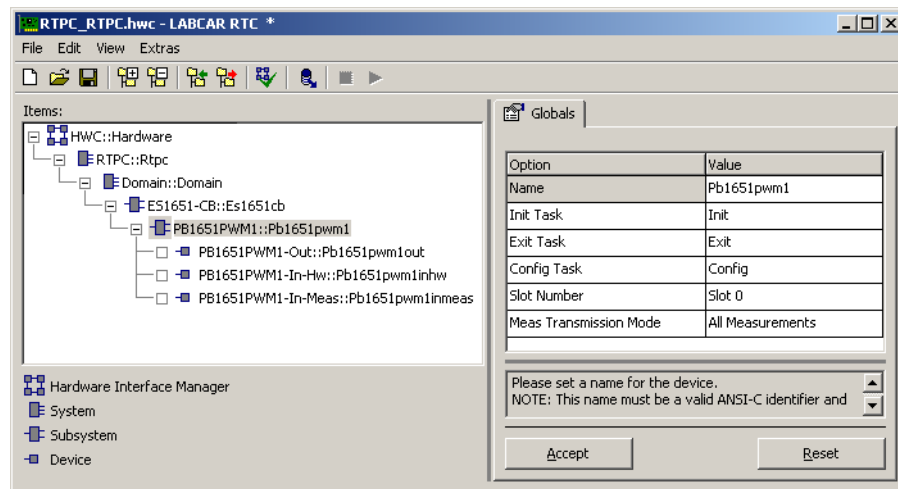 RTPC_RTPC.hwc - LABCAR RTC *
File Edit View Extras
Items:
HWC::Hardware
RTPC::Rtpc
Domain::Domain
ES1651-CB::Es1651cb
PB1651PWM1::Pb1651pwm1
PB1651PWM1-Out::Pb1651pwm1out
PB1651PWM1-In-Hw::Pb1651pwm1inhw
PB1651PWM1-In-Meas::Pb1651pwm1inmeas
Hardware Interface Manager
System
Subsystem
Device
Globals
Option Value
Name Pb1651pwm1
Init Task Init
Exit Task Exit
Config Task Config
Slot Number Slot 0
Meas Transmission Mode All Measurements
Please set a name for the device.
NOTE: This name must be a valid ANSI-C identifier and
Accept Reset